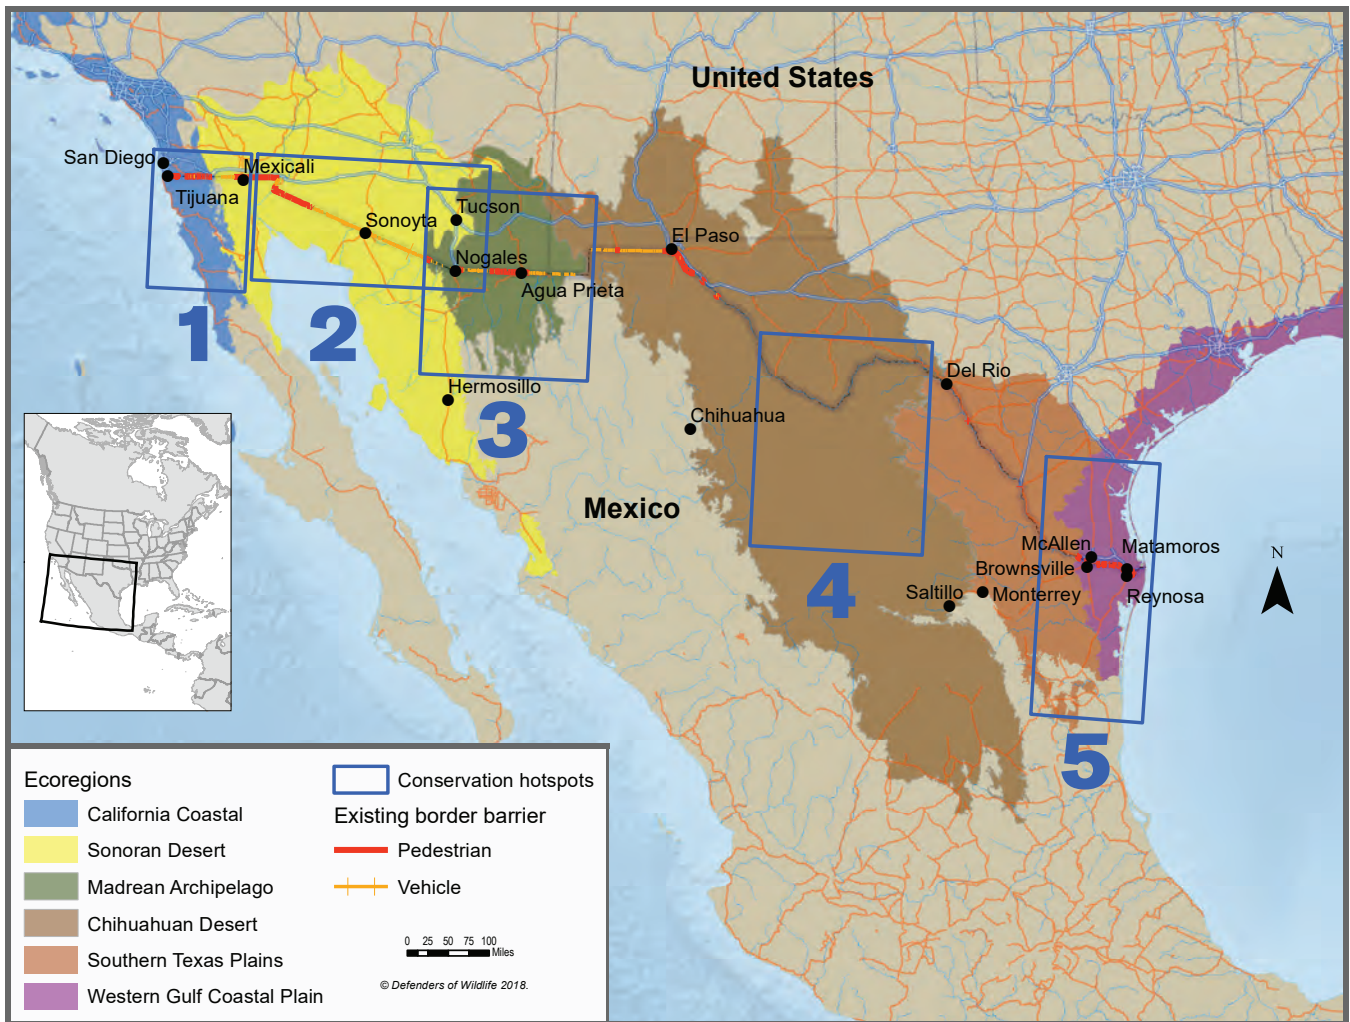 United States
San Diego
Mexicali
Tijuana
Sonoyta
Tucson
El Paso
Nogales
Agua Prieta
1
2
Del Rio
Hermosillo
3
Chihuahua
Mexico
McAllen
Matamoros
Brownsville
N
4
Saltillo
Monterrey
Reynosa
5
Ecoregions
California Coastal
Sonoran Desert
Madrean Archipelago
Chihuahuan Desert
Southern Texas Plains
Western Gulf Coastal Plain
Conservation hotspots
Existing border barrier
Pedestrian
Vehicle
0 25 50 75 100
Miles
© Defenders of Wildlife 2018.